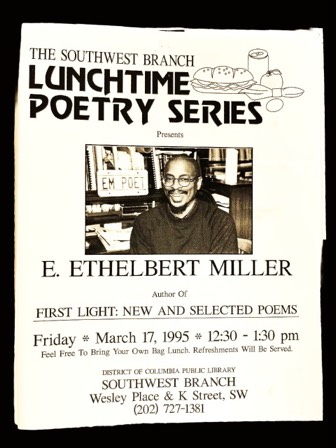 THE SOUTHWEST BRANCH
LUNCHTIME
POETRY SERIES
Presents
EM POET
E. ETHELBERT MILLER
Author Of
FIRST LIGHT: NEW AND SELECTED POEMS
Friday * March 17, 1995 * 12:30 - 1:30 pm
Feel Free To Bring Your Own Bag Lunch. Refreshments Will Be Served.
DISTRICT OF COLUMBIA PUBLIC LIBRARY
SOUTHWEST BRANCH
Wesley Place & K Street, SW
(202) 727-1381